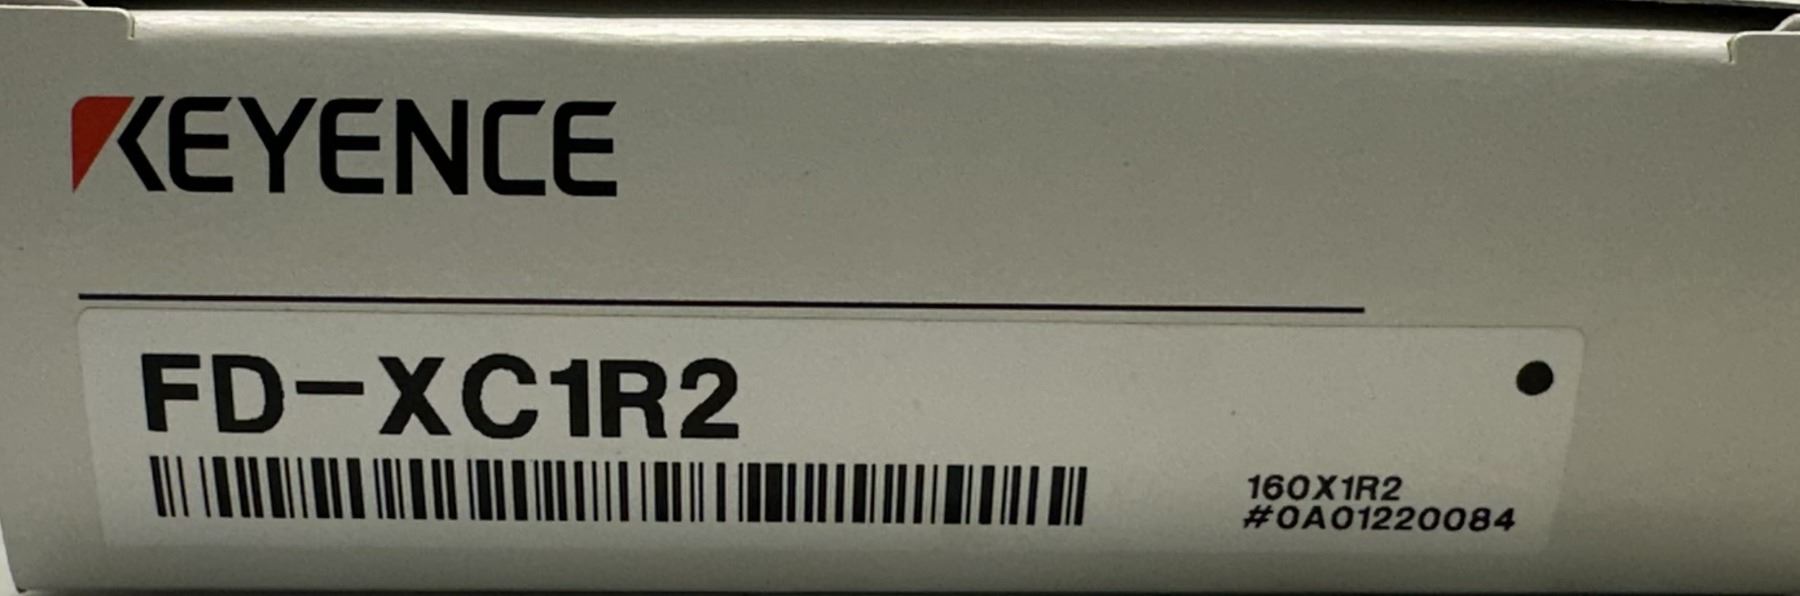 KEYENCE
FD-XC1R2
160X1R2
#0A01220084